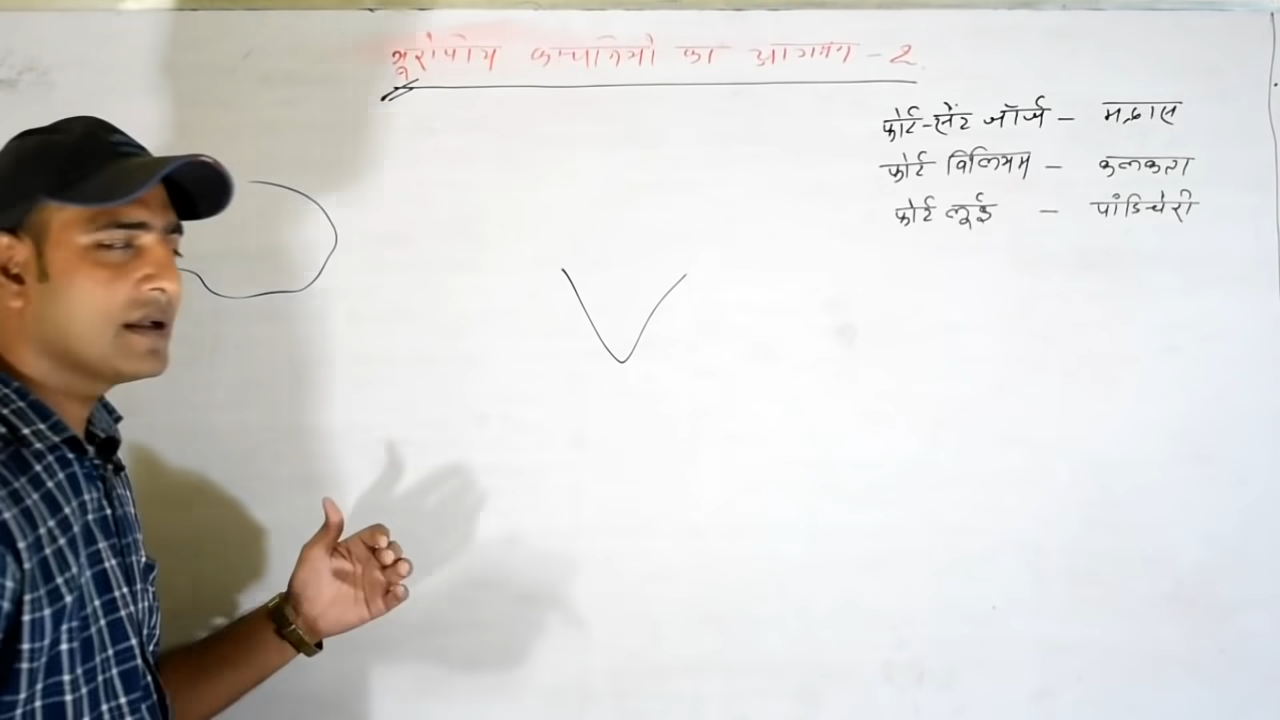 यूरोपीय कम्पनियों का आगमन - 2
फोर्ट-सेंट जॉर्ज - मद्रास
फोर्ट विलियम - कलकत्ता
फोर्ट लुई - पांडिचेरी